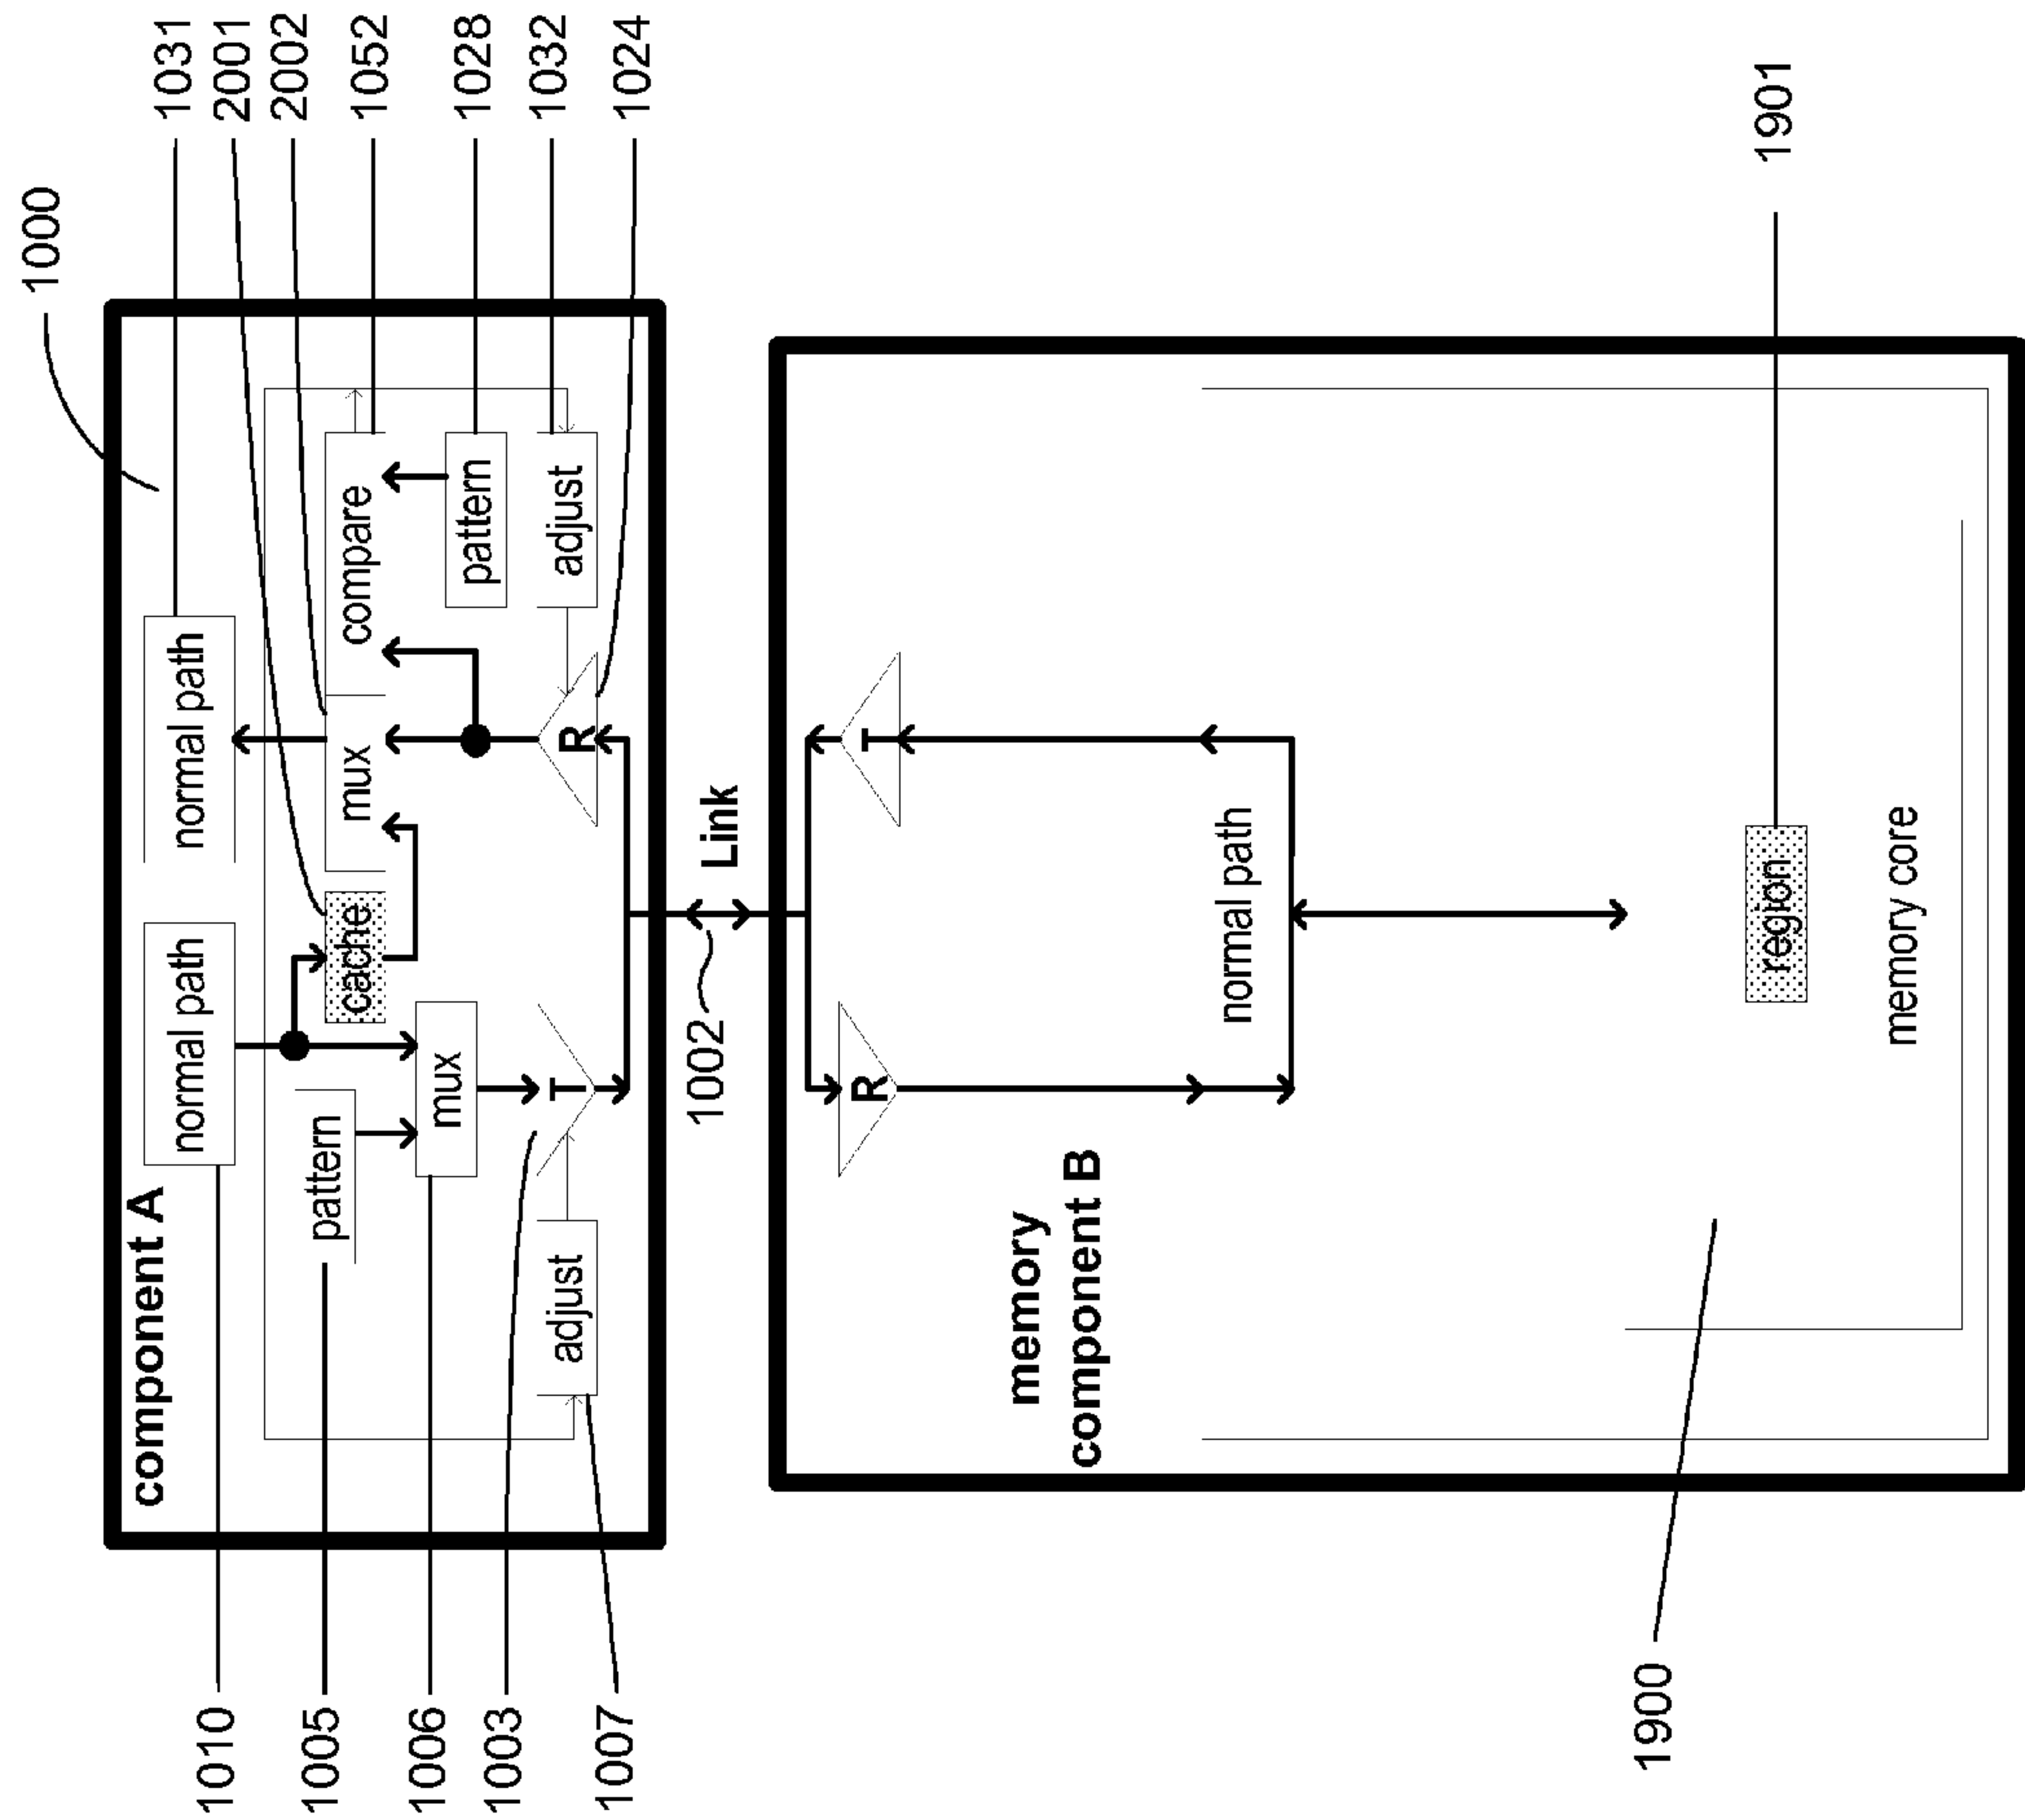 1000
1031
2001
2002
1052
1028
1032
1024
component A
normal path
normal path
pattern
cache
mux
compare
mux
pattern
adjust
T
R
adjust
1010
1005
1006
1003
1007
1002
Link
memory
component B
R
T
normal path
region
memory core
1901
1900